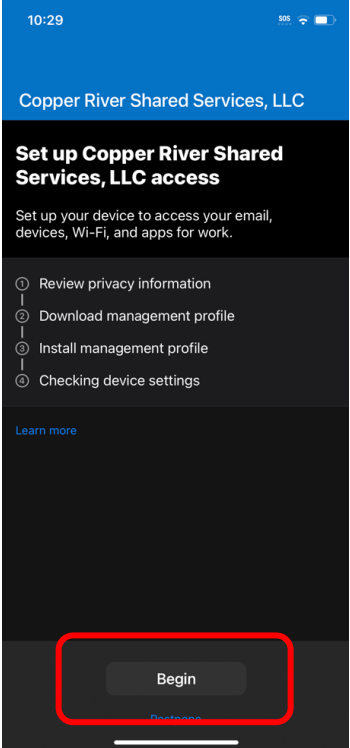 10:29
SOS
Copper River Shared Services, LLC
Set up Copper River Shared
Services, LLC access
Set up your device to access your email,
devices, Wi-Fi, and apps for work.
1 Review privacy information
2 Download management profile
3 Install management profile
4 Checking device settings
Learn more
Begin
Postpone